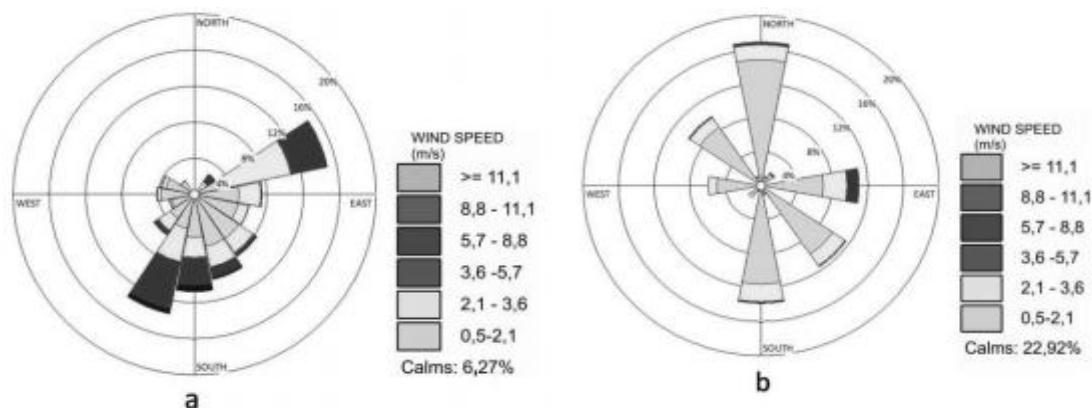 NORTH
20%
16%
12%
8%
4%
WEST
EAST
SOUTH
WIND SPEED
(m/s)
>= 11,1
8,8 - 11,1
5,7 - 8,8
3,6 -5,7
2,1 - 3,6
0,5-2,1
Calms: 6,27%
a
NORTH
20%
16%
12%
8%
4%
WEST
EAST
SOUTH
WIND SPEED
(m/s)
>= 11,1
8,8 - 11,1
5,7 - 8,8
3,6 -5,7
2,1 - 3,6
0,5-2,1
Calms: 22,92%
b